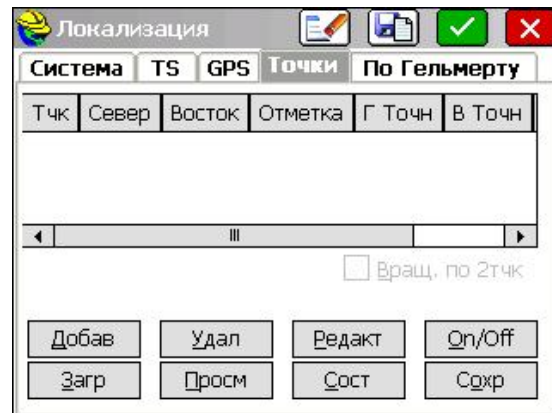 Локализация
Система TS GPS Точки По Гельмерту
Тчк Север Восток Отметка Г Точн В Точн
Вращ. по 2тчк
Добав Удал Редакт On/Off
Загр Просм Сост Сохр